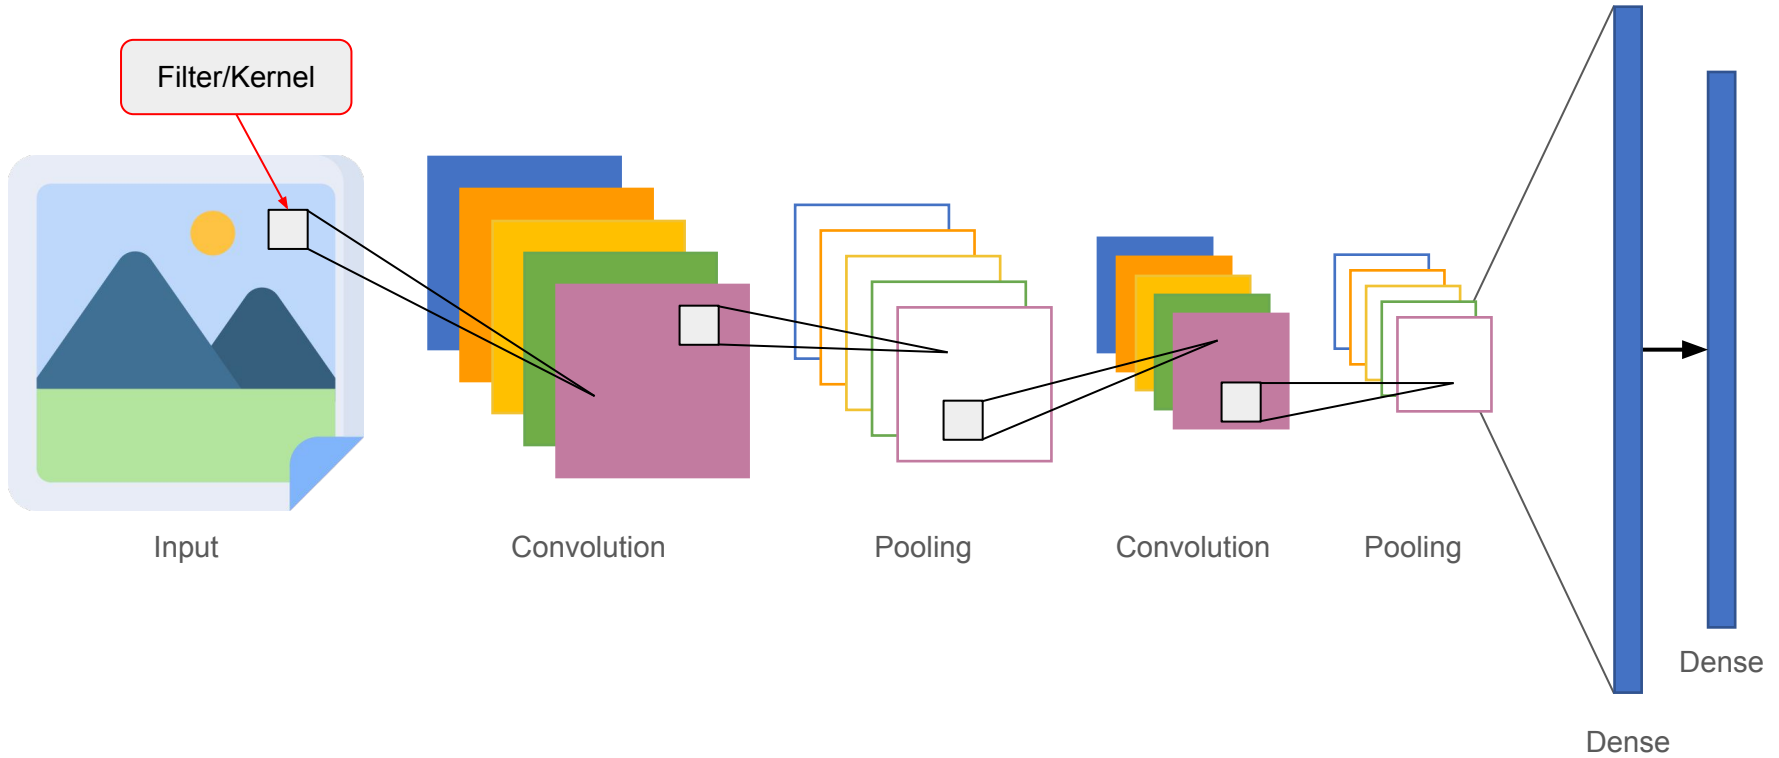 Filter/Kernel
Input
Convolution
Pooling
Convolution
Pooling
Dense
Dense